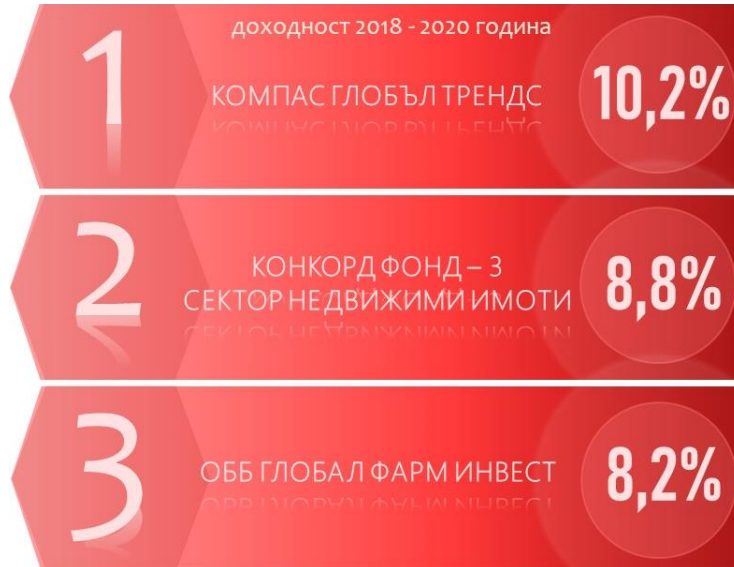 доходност 2018 - 2020 година
1
КОМПАС ГЛОБЪЛ ТРЕНДС
10,2%
2
КОНКОРД ФОНД – 3
СЕКТОР НЕДВИЖИМИ ИМОТИ
8,8%
3
ОББ ГЛОБАЛ ФАРМ ИНВЕСТ
8,2%